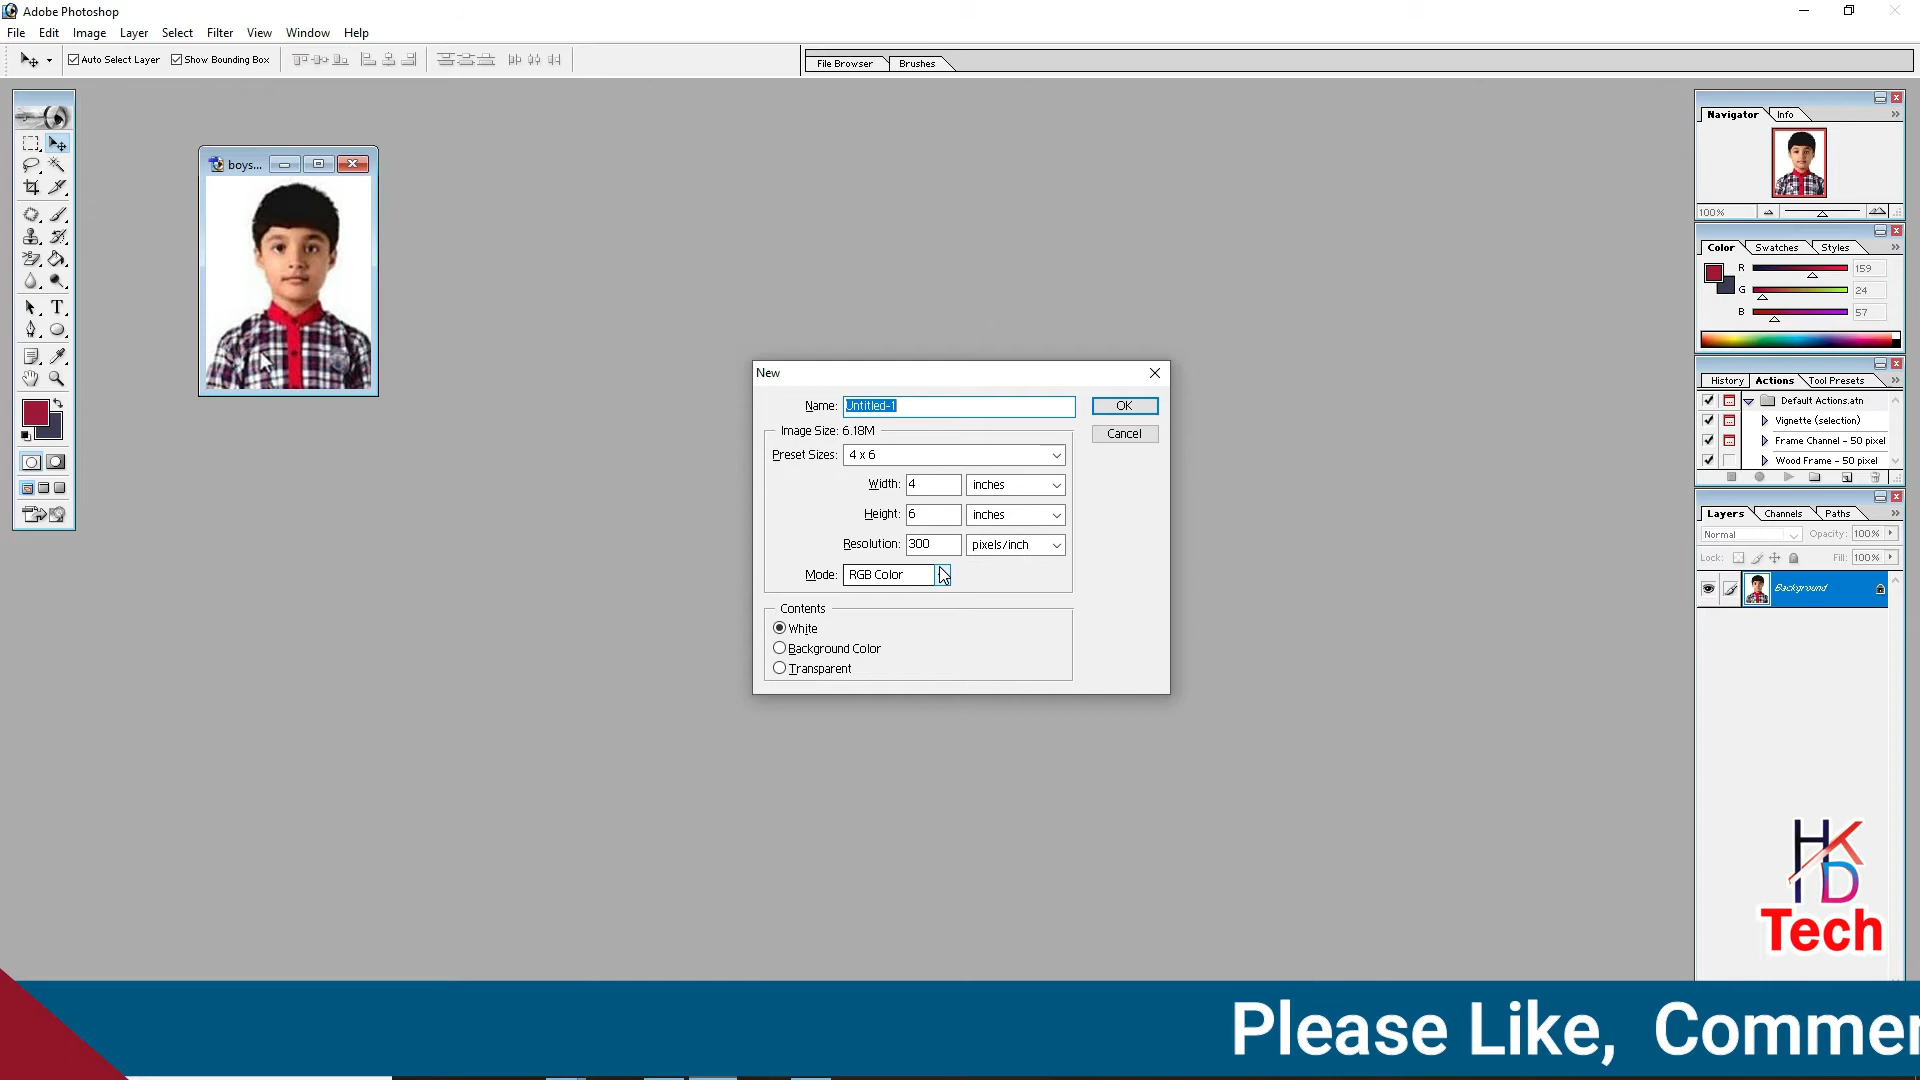 Adobe Photoshop
File Edit Image Layer Select Filter View Window Help
Auto Select Layer Show Bounding Box
File Browser Brushes
boys...
Navigator Info
100%
Color Swatches Styles
R 159
G 24
B 57
History Actions Tool Presets
Default Actions.atn
Vignette (selection)
Frame Channel - 50 pixel
Wood Frame - 50 pixel
Layers Channels Paths
Normal Opacity: 100%
Lock: Fill: 100%
Background
New
Name: Untitled-1 OK
Image Size: 6.18M Cancel
Preset Sizes: 4 x 6
Width: 4 inches
Height: 6 inches
Resolution: 300 pixels/inch
Mode: RGB Color
Contents
White
Background Color
Transparent
HKD
Tech
Please Like, Commen